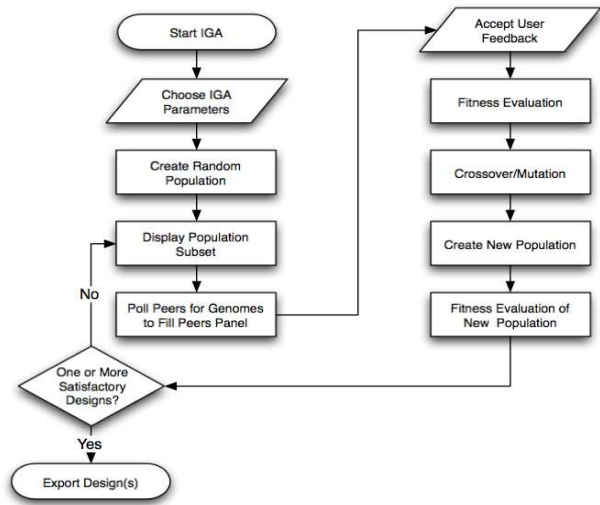 Start IGA
Choose IGA
Parameters
Create Random
Population
Display Population
Subset
Poll Peers for Genomes
to Fill Peers Panel
Accept User
Feedback
Fitness Evaluation
Crossover/Mutation
Create New Population
Fitness Evaluation of
New Population
One or More
Satisfactory
Designs?
No
Yes
Export Design(s)